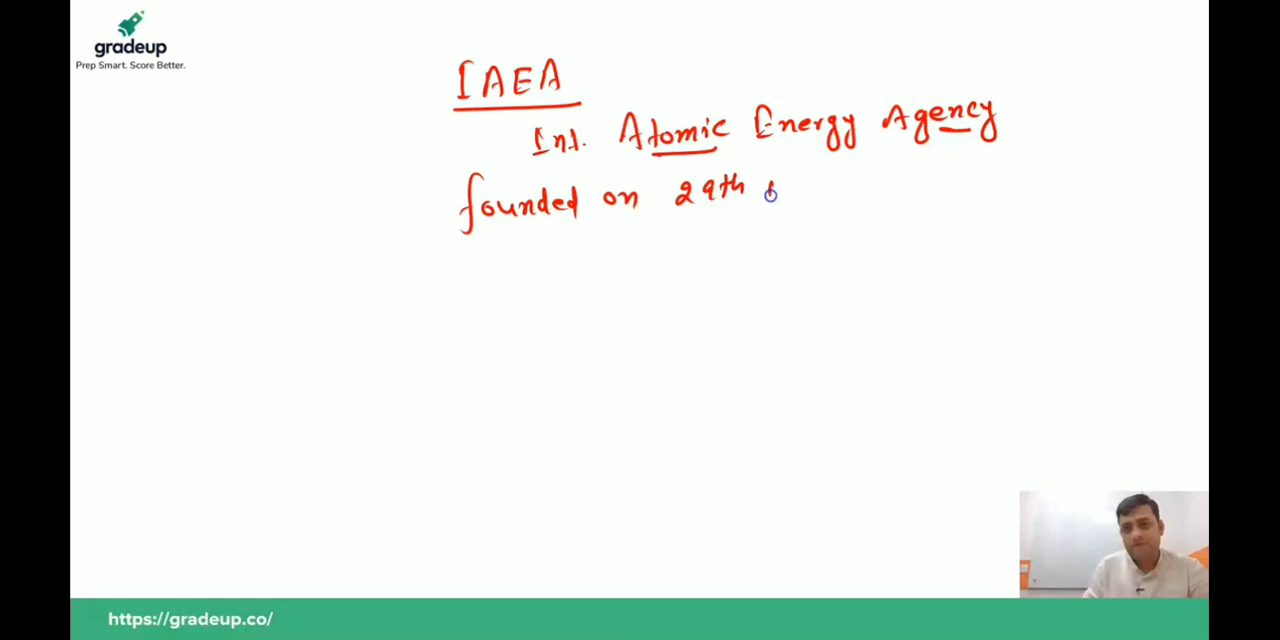 gradeup
Prep Smart. Score Better.
IAEA
Int. Atomic Energy Agency
founded on 29th
https://gradeup.co/